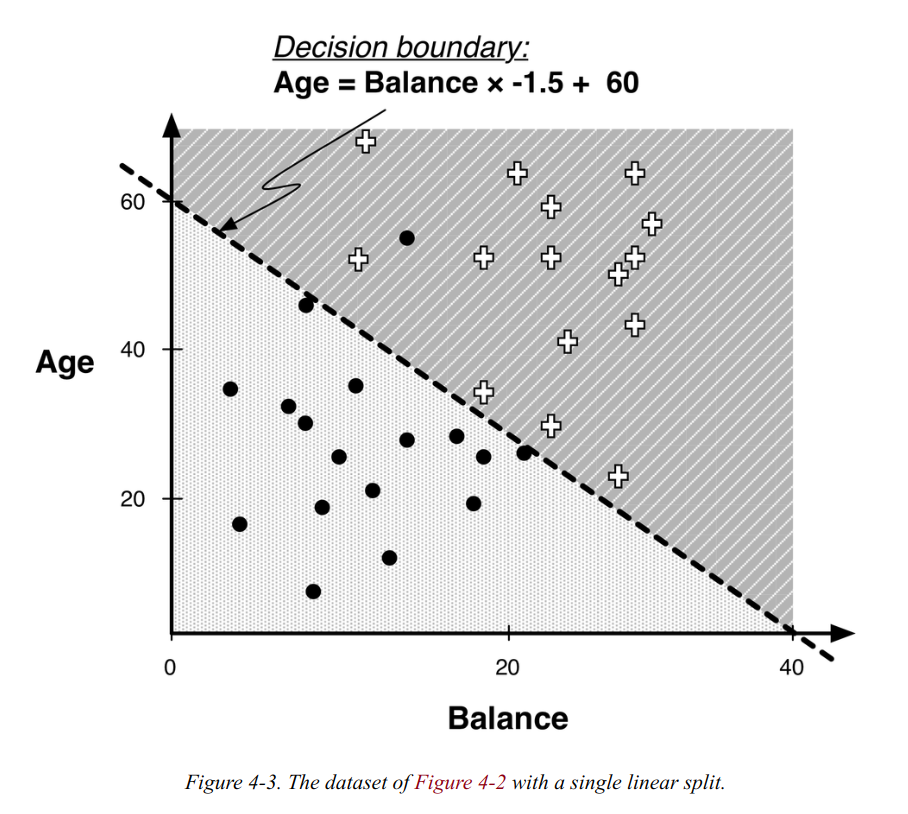 Decision boundary:
Age = Balance × -1.5 + 60
60
40
Age
20
0
20
40
Balance
Figure 4-3. The dataset of Figure 4-2 with a single linear split.